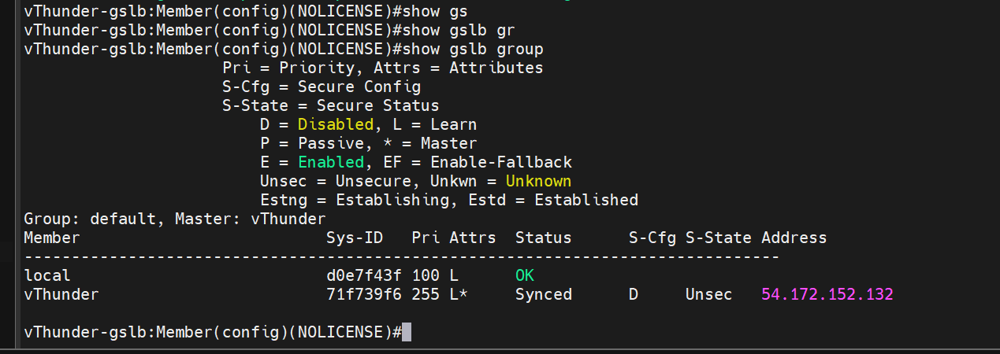 vThunder-gslb:Member(config)(NOLICENSE)#show gs
vThunder-gslb:Member(config)(NOLICENSE)#show gslb gr
vThunder-gslb:Member(config)(NOLICENSE)#show gslb group
Pri = Priority, Attrs = Attributes
S-Cfg = Secure Config
S-State = Secure Status
D = Disabled, L = Learn
P = Passive, * = Master
E = Enabled, EF = Enable-Fallback
Unsec = Unsecure, Unkwn = Unknown
Estng = Establishing, Estd = Established
Group: default, Master: vThunder
Member Sys-ID Pri Attrs Status S-Cfg S-State Address
--------------------------------------------------------------------------------
local d0e7f43f 100 L OK
vThunder 71f739f6 255 L* Synced D Unsec 54.172.152.132
vThunder-gslb:Member(config)(NOLICENSE)#